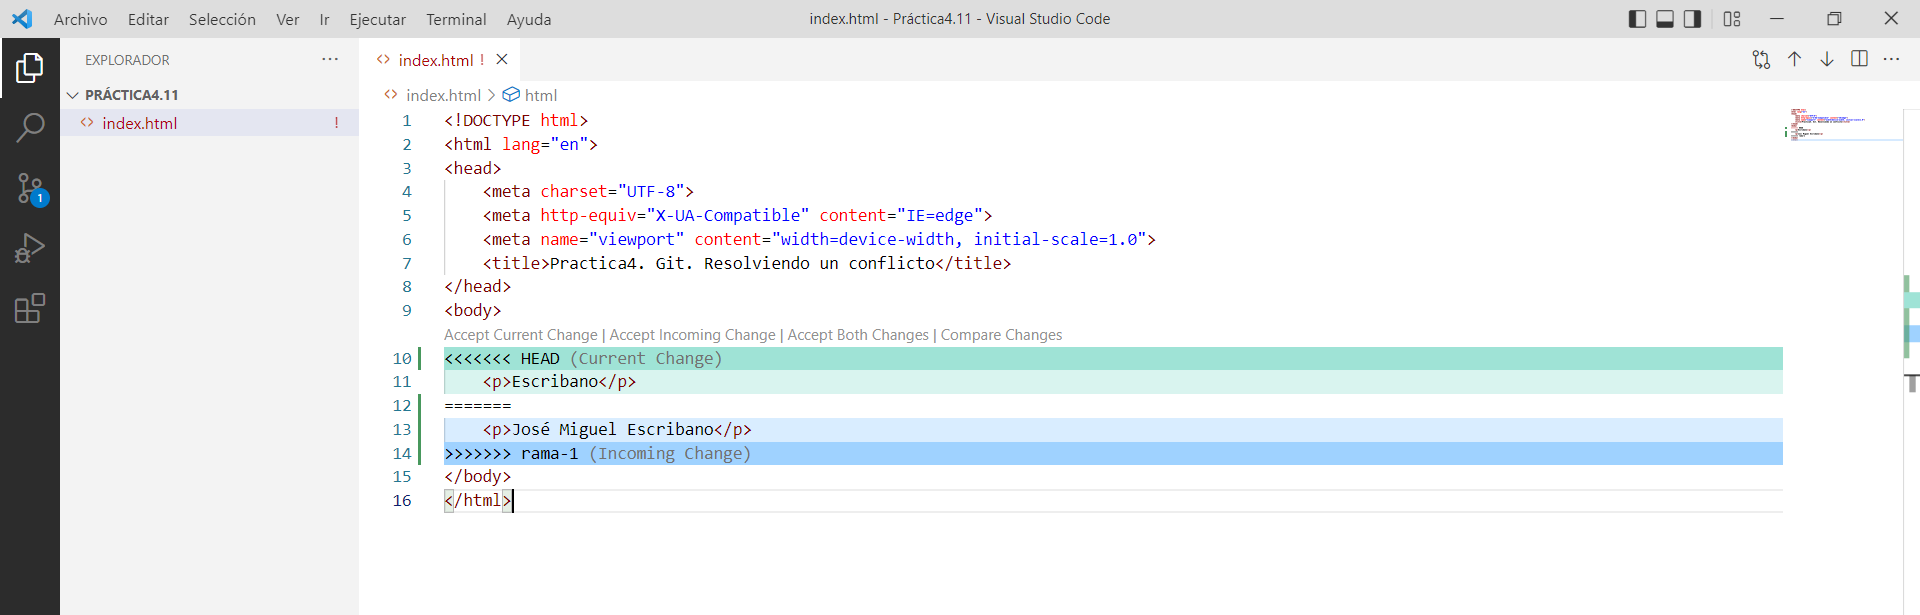 Archivo Editar Selección Ver Ir Ejecutar Terminal Ayuda index.html - Práctica4.11 - Visual Studio Code
EXPLORADOR ···
PRÁCTICA4.11
<> index.html !
1
<> index.html ! ×
<> index.html > html
1 <!DOCTYPE html>
2 <html lang="en">
3 <head>
4     <meta charset="UTF-8">
5     <meta http-equiv="X-UA-Compatible" content="IE=edge">
6     <meta name="viewport" content="width=device-width, initial-scale=1.0">
7     <title>Practica4. Git. Resolviendo un conflicto</title>
8 </head>
9 <body>
Accept Current Change | Accept Incoming Change | Accept Both Changes | Compare Changes
10 <<<<<<< HEAD (Current Change)
11     <p>Escribano</p>
12 =======
13     <p>José Miguel Escribano</p>
14 >>>>>>> rama-1 (Incoming Change)
15 </body>
16 </html>